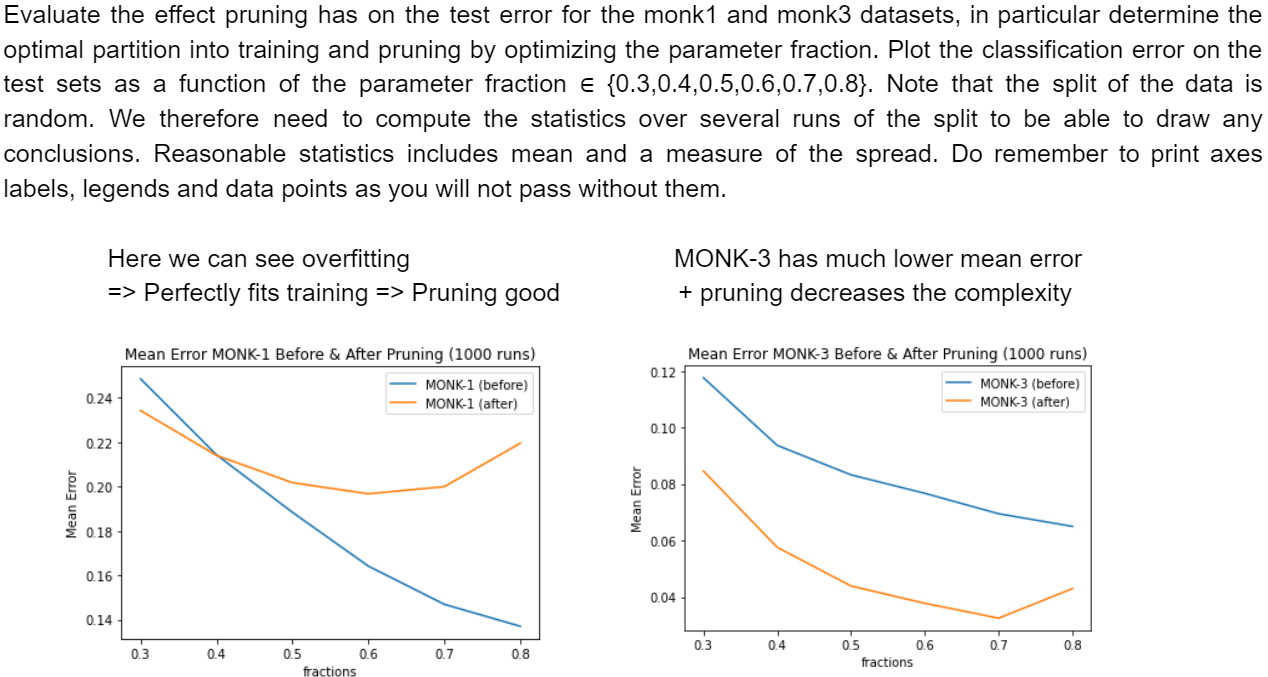 Evaluate the effect pruning has on the test error for the monk1 and monk3 datasets, in particular determine the
optimal partition into training and pruning by optimizing the parameter fraction. Plot the classification error on the
test sets as a function of the parameter fraction ∈ {0.3,0.4,0.5,0.6,0.7,0.8}. Note that the split of the data is
random. We therefore need to compute the statistics over several runs of the split to be able to draw any
conclusions. Reasonable statistics includes mean and a measure of the spread. Do remember to print axes
labels, legends and data points as you will not pass without them.
Here we can see overfitting
=> Perfectly fits training => Pruning good
Mean Error MONK-1 Before & After Pruning (1000 runs)
MONK-1 (before)
MONK-1 (after)
Mean Error
0.24
0.22
0.20
0.18
0.16
0.14
0.3 0.4 0.5 0.6 0.7 0.8
fractions
MONK-3 has much lower mean error
+ pruning decreases the complexity
Mean Error MONK-3 Before & After Pruning (1000 runs)
MONK-3 (before)
MONK-3 (after)
Mean Error
0.12
0.10
0.08
0.06
0.04
0.3 0.4 0.5 0.6 0.7 0.8
fractions